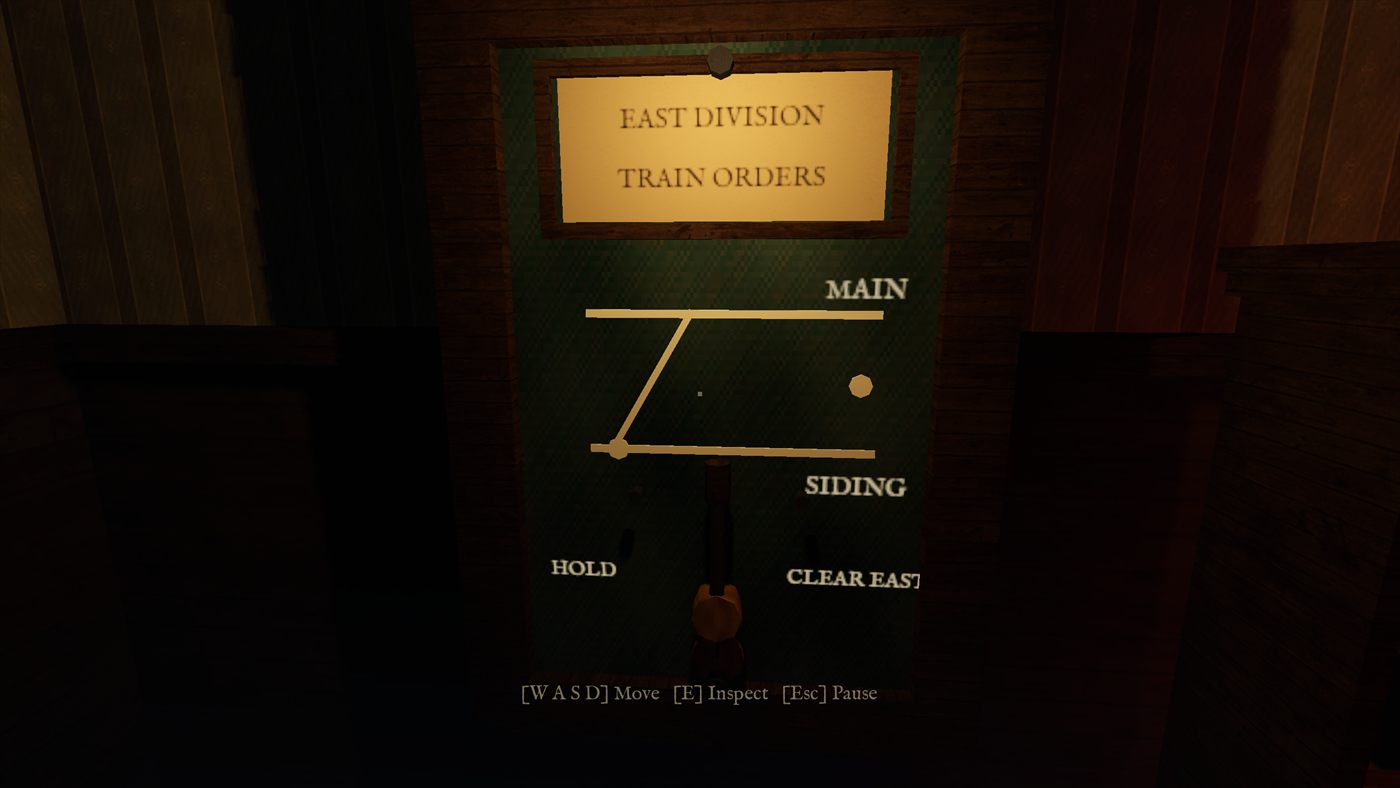 EAST DIVISION
TRAIN ORDERS
MAIN
SIDING
HOLD
CLEAR EAST
[W A S D] Move [E] Inspect [Esc] Pause